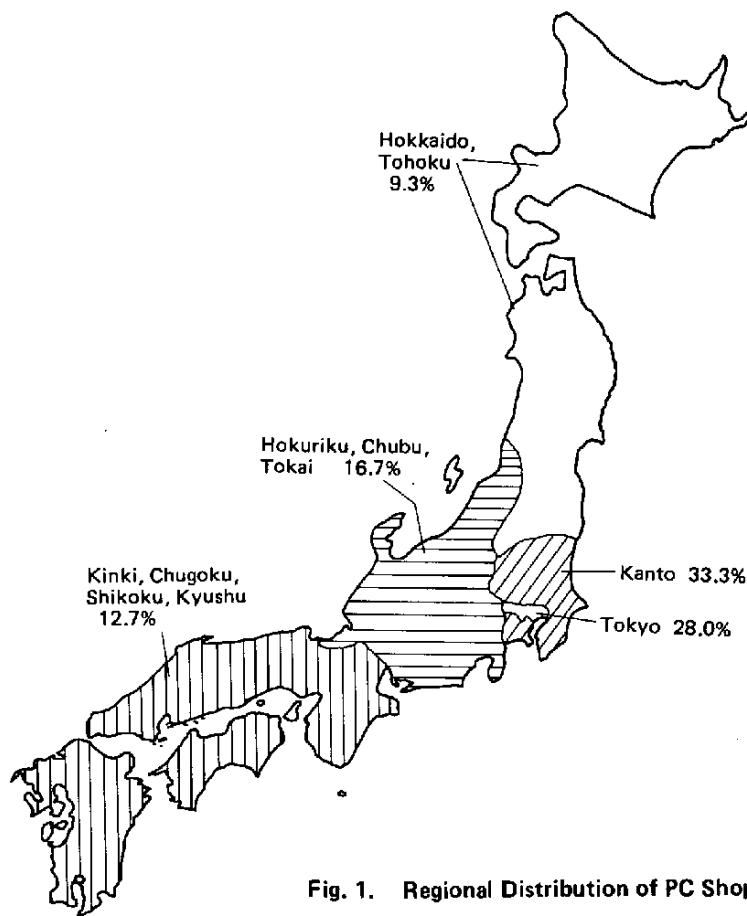 Hokkaido,
Tohoku
9.3%
Hokuriku, Chubu,
Tokai 16.7%
Kinki, Chugoku,
Shikoku, Kyushu
12.7%
Kanto 33.3%
Tokyo 28.0%
Fig. 1. Regional Distribution of PC Shop